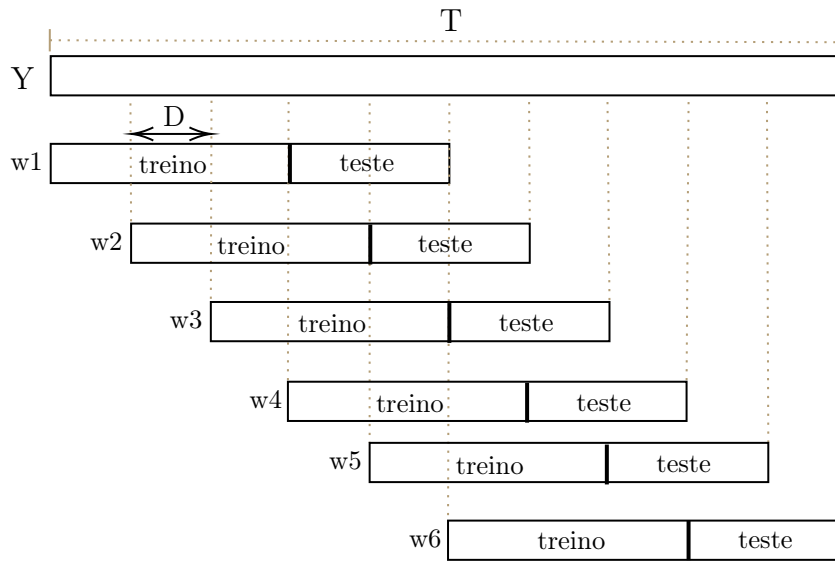 T
Y
D
w1 treino teste
w2 treino teste
w3 treino teste
w4 treino teste
w5 treino teste
w6 treino teste